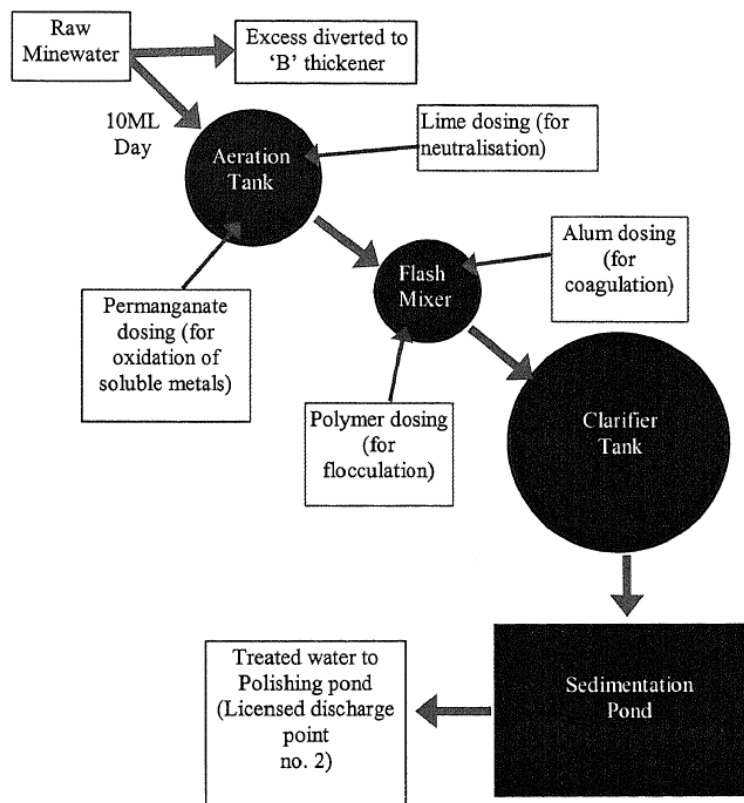 Raw
Minewater
Excess diverted to
‘B’ thickener
10ML
Day
Aeration
Tank
Lime dosing (for
neutralisation)
Permanganate
dosing (for
oxidation of
soluble metals)
Flash
Mixer
Alum dosing
(for
coagulation)
Polymer dosing
(for
flocculation)
Clarifier
Tank
Sedimentation
Pond
Treated water to
Polishing pond
(Licensed discharge
point
no. 2)